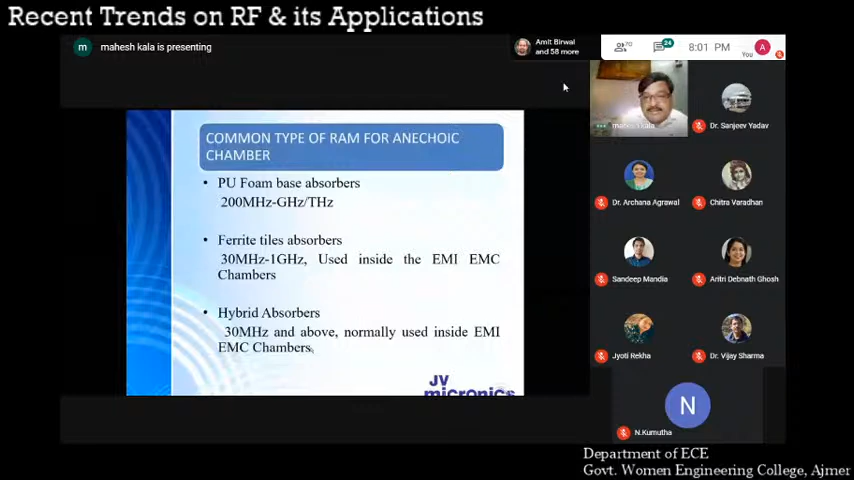 Recent Trends on RF & its Applications
m
mahesh kala is presenting
Amit Birwal
and 58 more
70
24
8:01 PM
You
A
COMMON TYPE OF RAM FOR ANECHOIC
CHAMBER
• PU Foam base absorbers
200MHz-GHz/THz
• Ferrite tiles absorbers
30MHz-1GHz, Used inside the EMI EMC
Chambers
• Hybrid Absorbers
30MHz and above, normally used inside EMI
EMC Chambers
JV
micronics
mahesh kala
Dr. Sanjeev Yadav
Dr. Archana Agrawal
Chitra Varadhan
Sandeep Mandia
Aritri Debnath Ghosh
Jyoti Rekha
Dr. Vijay Sharma
N
N.Kumutha
Department of ECE
Govt. Women Engineering College, Ajmer